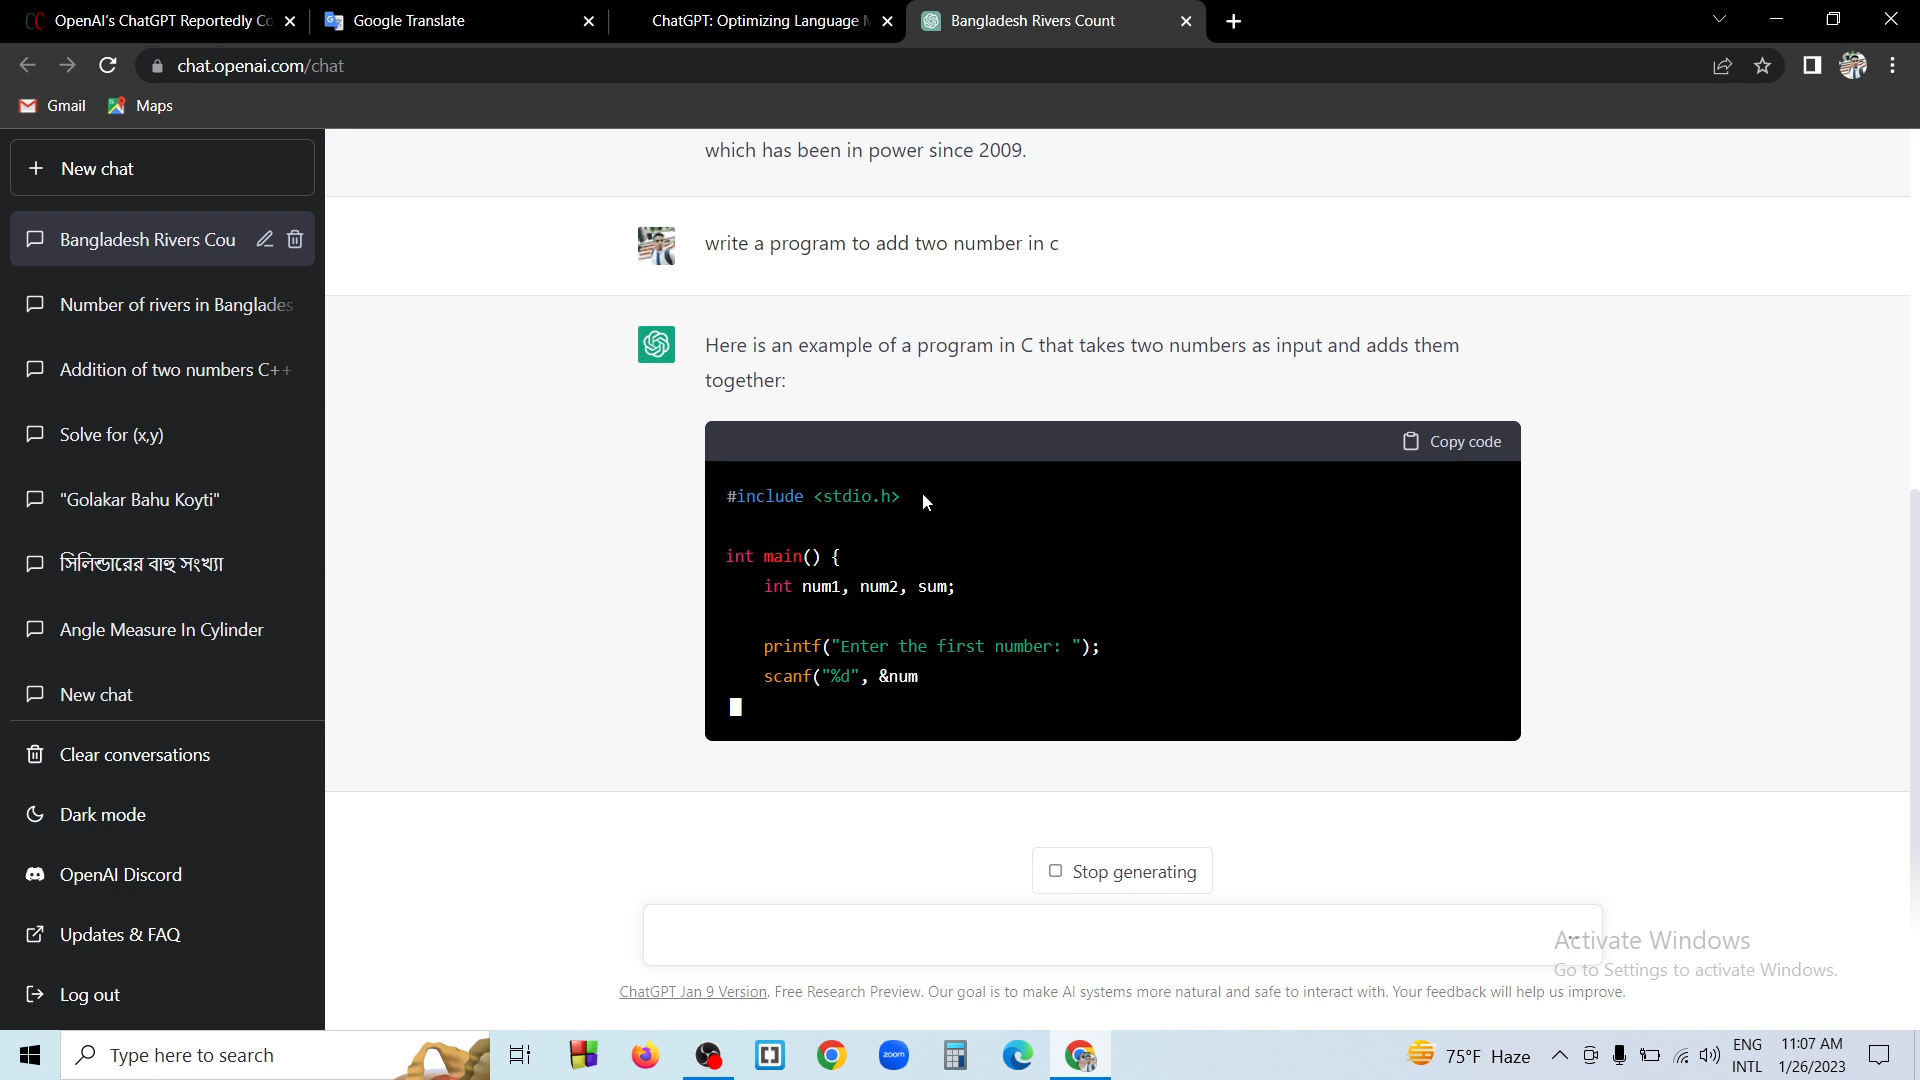 OpenAI's ChatGPT Reportedly Co
Google Translate
ChatGPT: Optimizing Language
Bangladesh Rivers Count
chat.openai.com/chat
Gmail
Maps
New chat
Bangladesh Rivers Cou
Number of rivers in Banglades
Addition of two numbers C++
Solve for (x,y)
"Golakar Bahu Koyti"
সিলিন্ডারের বাহু সংখ্যা
Angle Measure In Cylinder
New chat
Clear conversations
Dark mode
OpenAI Discord
Updates & FAQ
Log out
which has been in power since 2009.
write a program to add two number in c
Here is an example of a program in C that takes two numbers as input and adds them
together:
Copy code
#include <stdio.h>
int main() {
int num1, num2, sum;
printf("Enter the first number: ");
scanf("%d", &num
Stop generating
Activate Windows
Go to Settings to activate Windows.
ChatGPT Jan 9 Version. Free Research Preview. Our goal is to make AI systems more natural and safe to interact with. Your feedback will help us improve.
Type here to search
zoom
75°F Haze
ENG
INTL
11:07 AM
1/26/2023